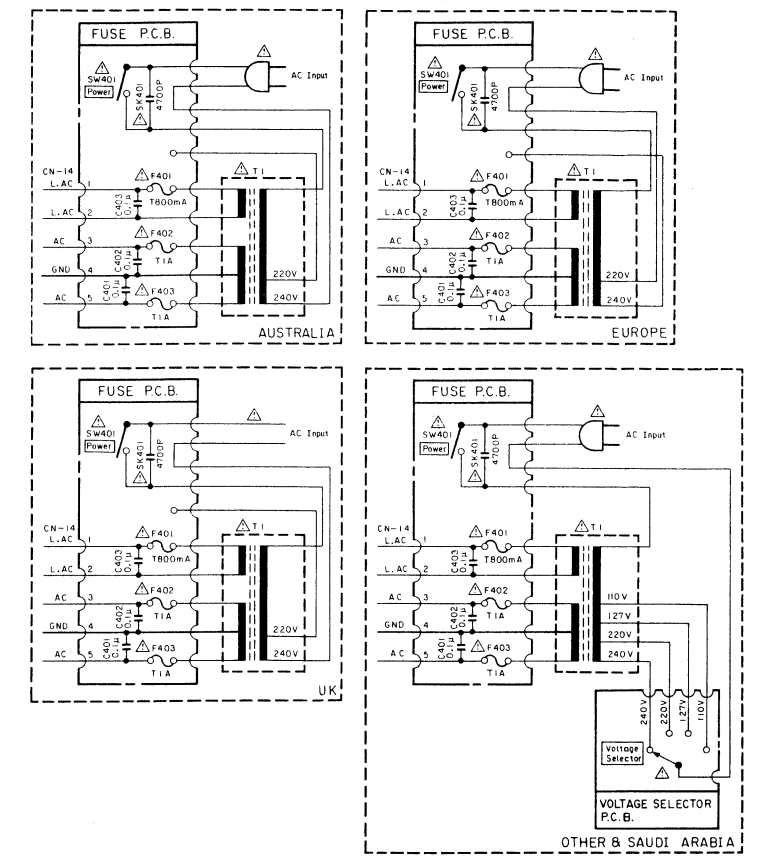 FUSE P.C.B.
SW401
Power
SK401
4700P
AC Input
CN-14
L.AC 1
L.AC 2
AC 3
GND 4
AC 5
C403
0.1μ
C402
0.1μ
C401
0.1μ
F401
T800mA
F402
T1A
F403
T1A
T1
220V
240V
AUSTRALIA
FUSE P.C.B.
SW401
Power
SK401
4700P
AC Input
CN-14
L.AC 1
L.AC 2
AC 3
GND 4
AC 5
C403
0.1μ
C402
0.1μ
C401
0.1μ
F401
T800mA
F402
T1A
F403
T1A
T1
220V
240V
EUROPE
FUSE P.C.B.
SW401
Power
SK401
4700P
AC Input
CN-14
L.AC 1
L.AC 2
AC 3
GND 4
AC 5
C403
0.1μ
C402
0.1μ
C401
0.1μ
F401
T800mA
F402
T1A
F403
T1A
T1
220V
240V
UK
FUSE P.C.B.
SW401
Power
SK401
4700P
AC Input
CN-14
L.AC 1
L.AC 2
AC 3
GND 4
AC 5
C403
0.1μ
C402
0.1μ
C401
0.1μ
F401
T800mA
F402
T1A
F403
T1A
T1
110V
127V
220V
240V
240V
220V
127V
110V
Voltage
Selector
VOLTAGE SELECTOR
P.C.B.
OTHER & SAUDI ARABIA